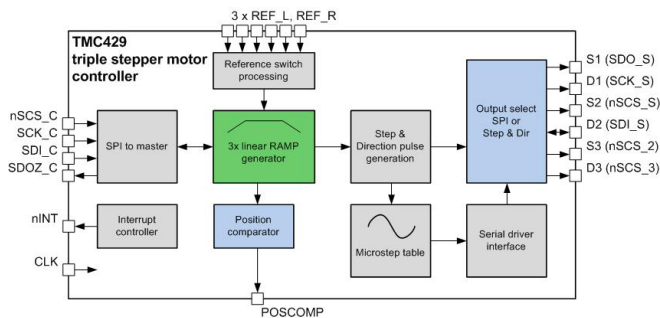 3 x REF_L, REF_R
TMC429
triple stepper motor
controller
Reference switch
processing
nSCS_C
SCK_C
SDI_C
SDOZ_C
SPI to master
3x linear RAMP
generator
Step &
Direction pulse
generation
Output select
SPI or
Step & Dir
S1 (SDO_S)
D1 (SCK_S)
S2 (nSCS_S)
D2 (SDI_S)
S3 (nSCS_2)
D3 (nSCS_3)
nINT
Interrupt
controller
Position
comparator
Microstep table
Serial driver
interface
CLK
POSCOMP